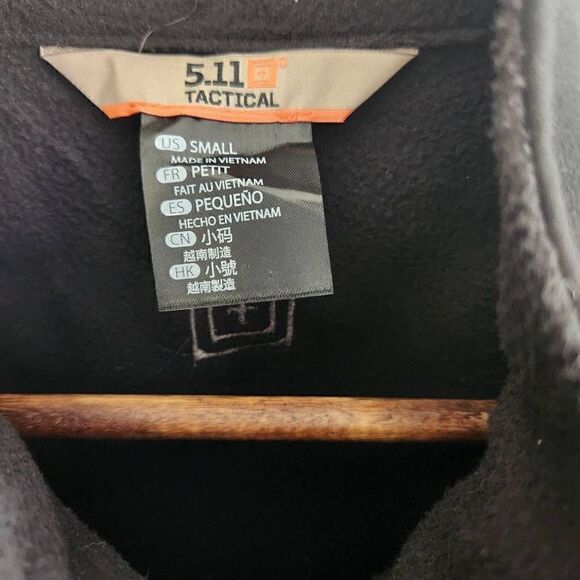 5.11
TACTICAL
US SMALL
MADE IN VIETNAM
FR PETIT
FAIT AU VIETNAM
ES PEQUEÑO
HECHO EN VIETNAM
CN 小码
越南制造
HK 小號
越南製造